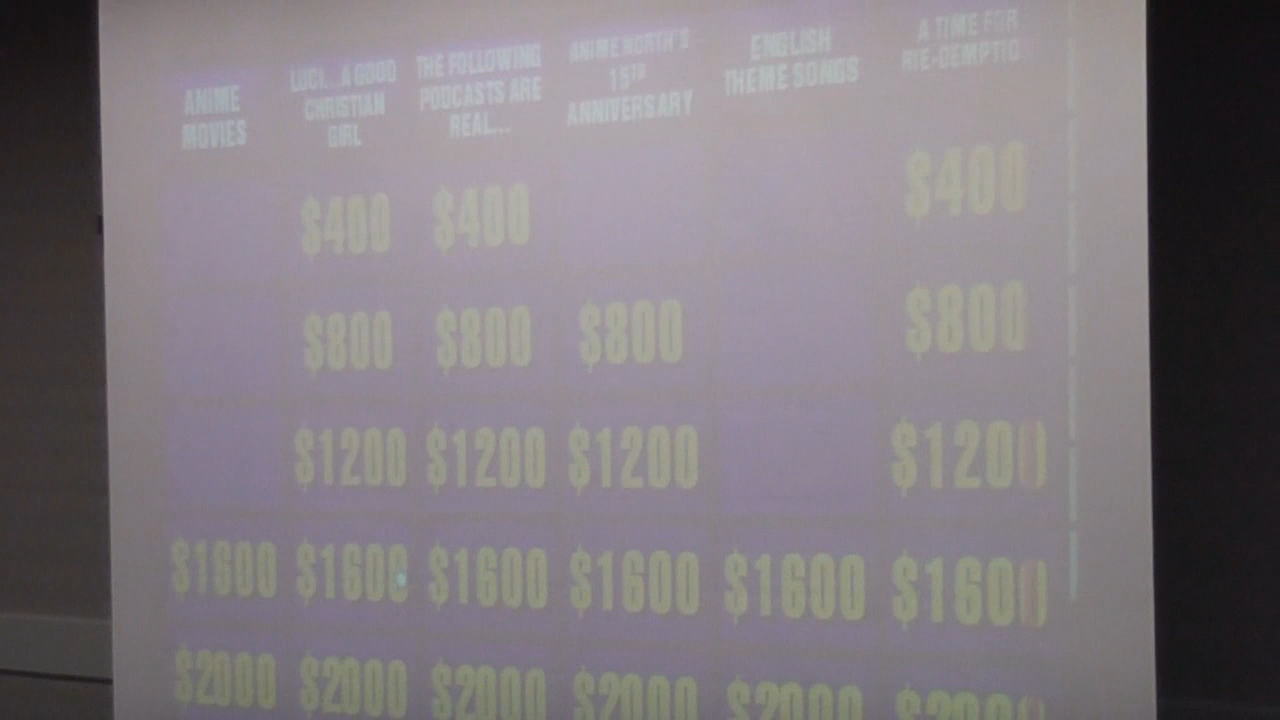 ANIME
MOVIES
LUCI...A GOOD
CHRISTIAN
GIRL
THE FOLLOWING
PODCASTS ARE
REAL...
ANIME NORTH'S
15TH
ANNIVERSARY
ENGLISH
THEME SONGS
A TIME FOR
PIE-DEMPTIO
$400 $400 $400
$800 $800 $800 $800
$1200 $1200 $1200 $1200
$1600 $1600 $1600 $1600 $1600 $1600
$2000 $2000 $2000 $2000 $2000 $2000